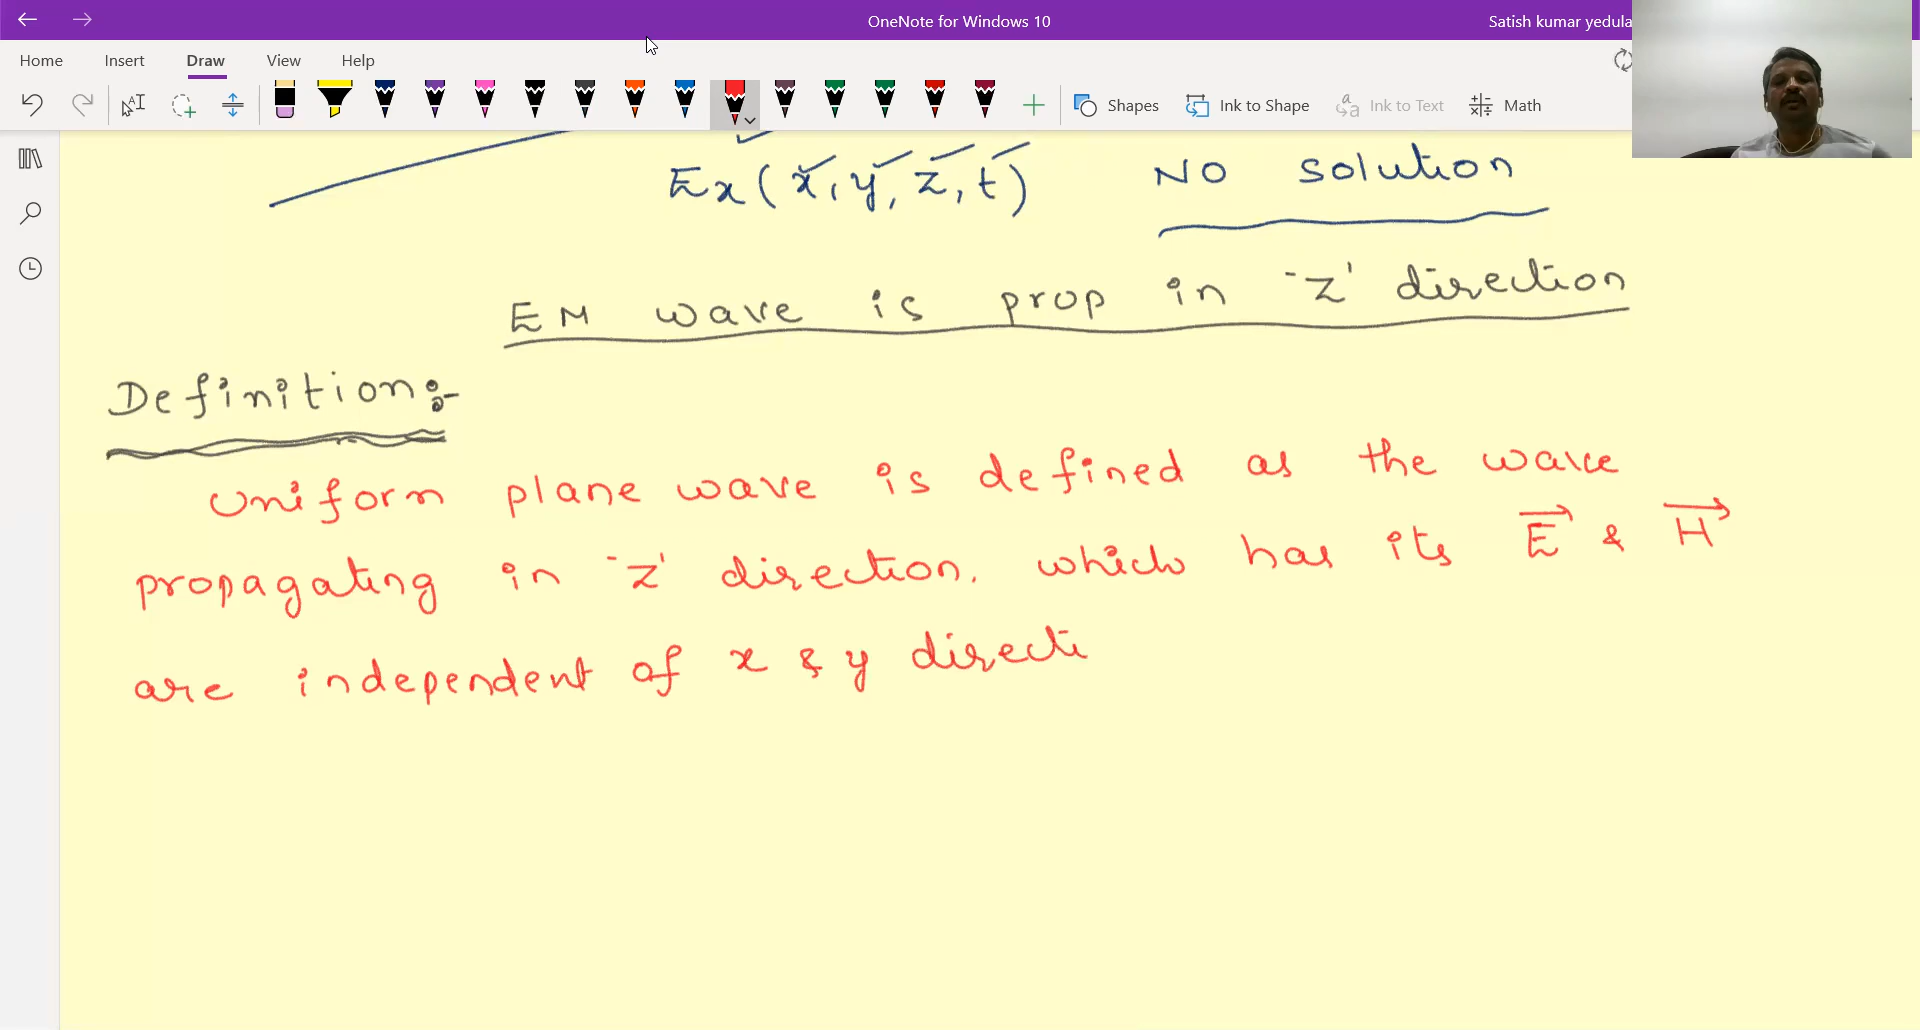 OneNote for Windows 10
Satish kumar yedula
Home Insert Draw View Help
Shapes Ink to Shape Ink to Text Math
Ex(x, y, z, t) NO solution
EM wave is prop in 'z' direction
Definition:-
uniform plane wave is defined as the wave
propagating in 'z' direction. which has its E & H
are independent of x & y directi